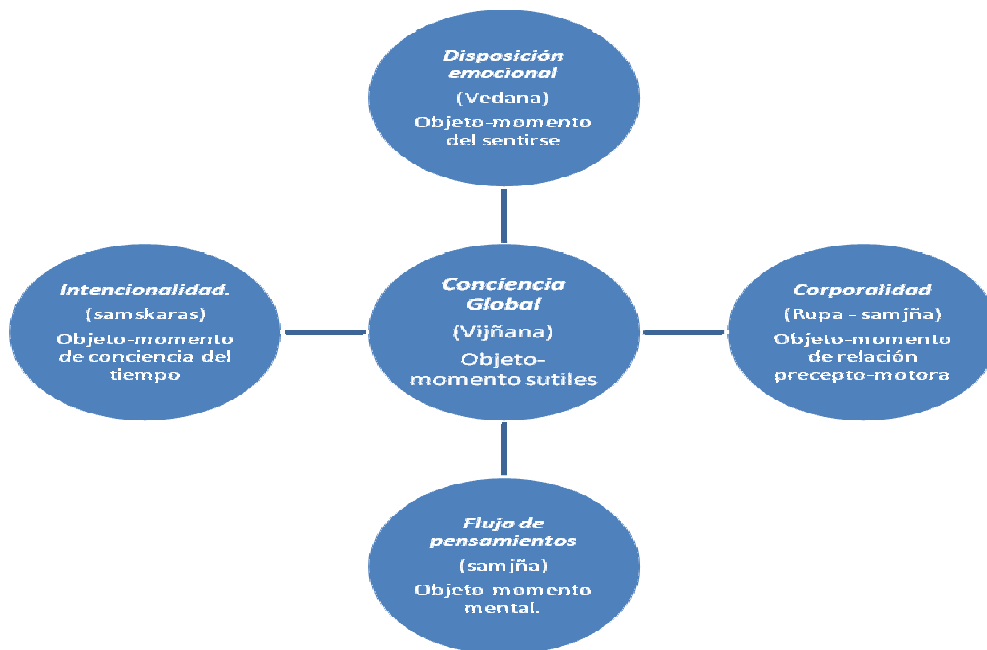 Disposición
emocional
(Vedana)
Objeto-momento
del sentirse
Intencionalidad.
(samskaras)
Objeto-momento
de conciencia del
tiempo
Conciencia
Global
(Vijñana)
Objeto-
momento sutiles
Corporalidad
(Rupa - samjña)
Objeto-momento
de relación
precepto-motora
Flujo de
pensamientos
(samjña)
Objeto momento
mental.